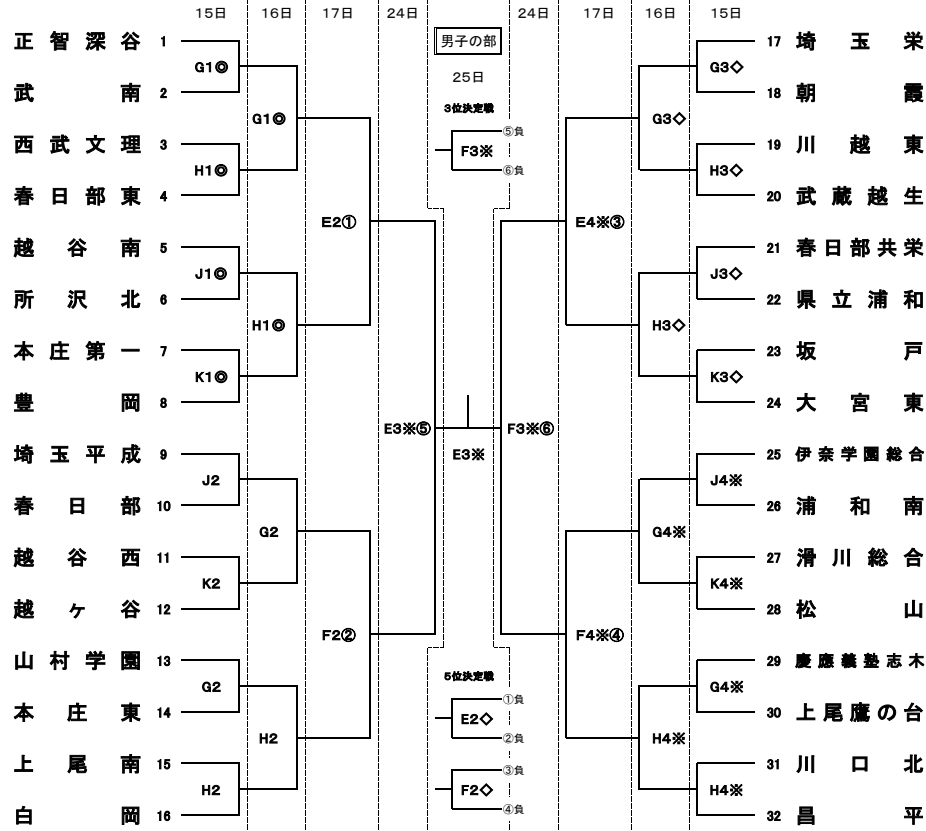 15日 16日 17日 24日 24日 17日 16日 15日
男子の部
25日
3位決定戦
⑤負
F3※
⑥負
正智深谷 1
G1◎
武南 2
G1◎
西武文理 3
H1◎
春日部東 4
E2①
越谷南 5
J1◎
所沢北 6
H1◎
本庄第一 7
K1◎
豊岡 8
E3※⑤
埼玉平成 9
J2
春日部 10
G2
越谷西 11
K2
越ヶ谷 12
F2②
山村学園 13
G2
本庄東 14
H2
上尾南 15
H2
白岡 16
E3※
17 埼玉栄
G3◇
18 朝霞
G3◇
19 川越東
H3◇
20 武蔵越生
E4※③
21 春日部共栄
J3◇
22 県立浦和
H3◇
23 坂戸
K3◇
24 大宮東
F3※⑥
25 伊奈学園総合
J4※
26 浦和南
G4※
27 滑川総合
K4※
28 松山
F4※④
29 慶應義塾志木
G4※
30 上尾鷹の台
H4※
31 川口北
H4※
32 昌平
5位決定戦
①負
E2◇
②負
③負
F2◇
④負